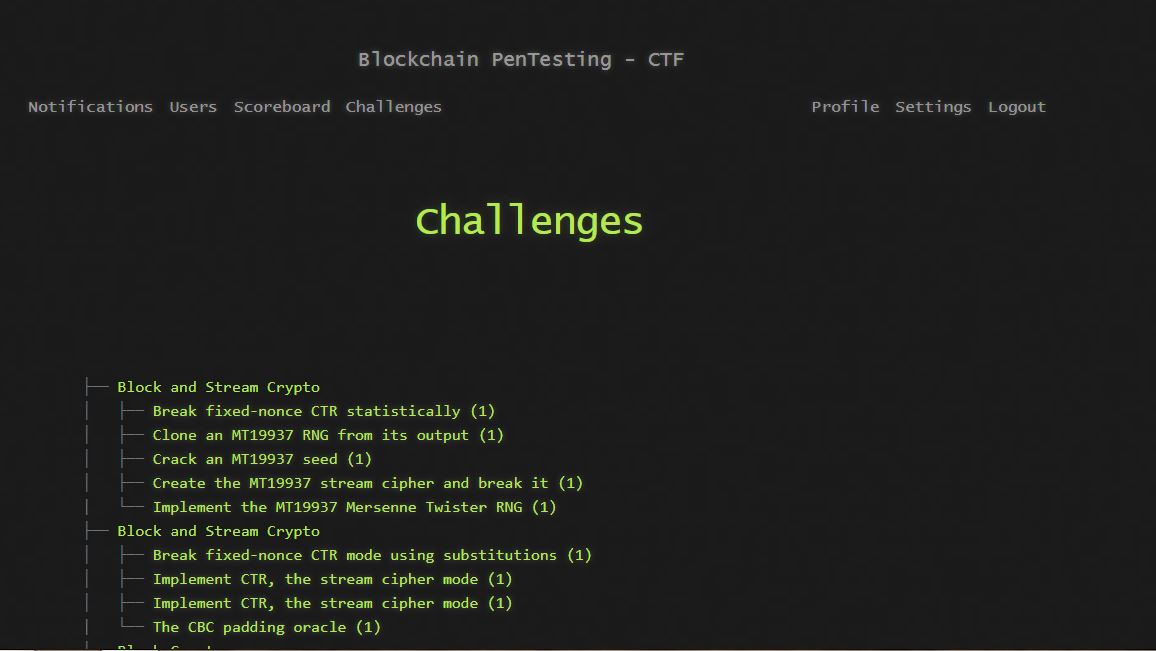 Blockchain PenTesting - CTF
Notifications Users Scoreboard Challenges Profile Settings Logout
Challenges
Block and Stream Crypto
Break fixed-nonce CTR statistically (1)
Clone an MT19937 RNG from its output (1)
Crack an MT19937 seed (1)
Create the MT19937 stream cipher and break it (1)
Implement the MT19937 Mersenne Twister RNG (1)
Block and Stream Crypto
Break fixed-nonce CTR mode using substitutions (1)
Implement CTR, the stream cipher mode (1)
Implement CTR, the stream cipher mode (1)
The CBC padding oracle (1)